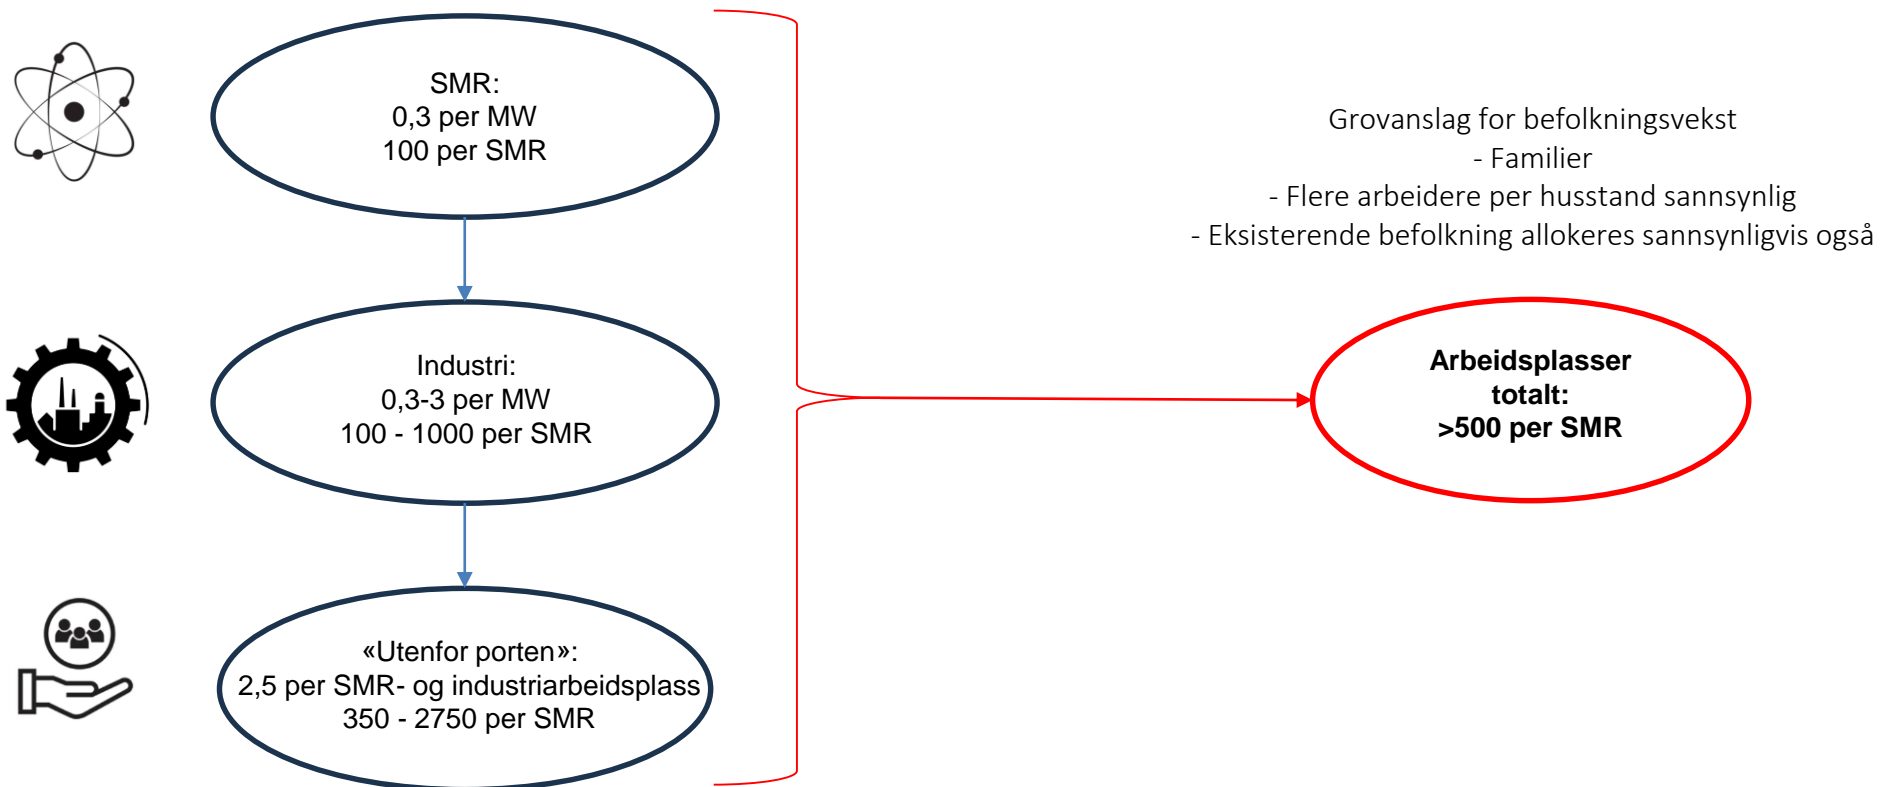 SMR:
0,3 per MW
100 per SMR
Industri:
0,3-3 per MW
100 - 1000 per SMR
«Utenfor porten»:
2,5 per SMR- og industriarbeidsplass
350 - 2750 per SMR
Grovanslag for befolkningsvekst
- Familier
- Flere arbeidere per husstand sannsynlig
- Eksisterende befolkning allokeres sannsynligvis også
Arbeidsplasser
totalt:
>500 per SMR